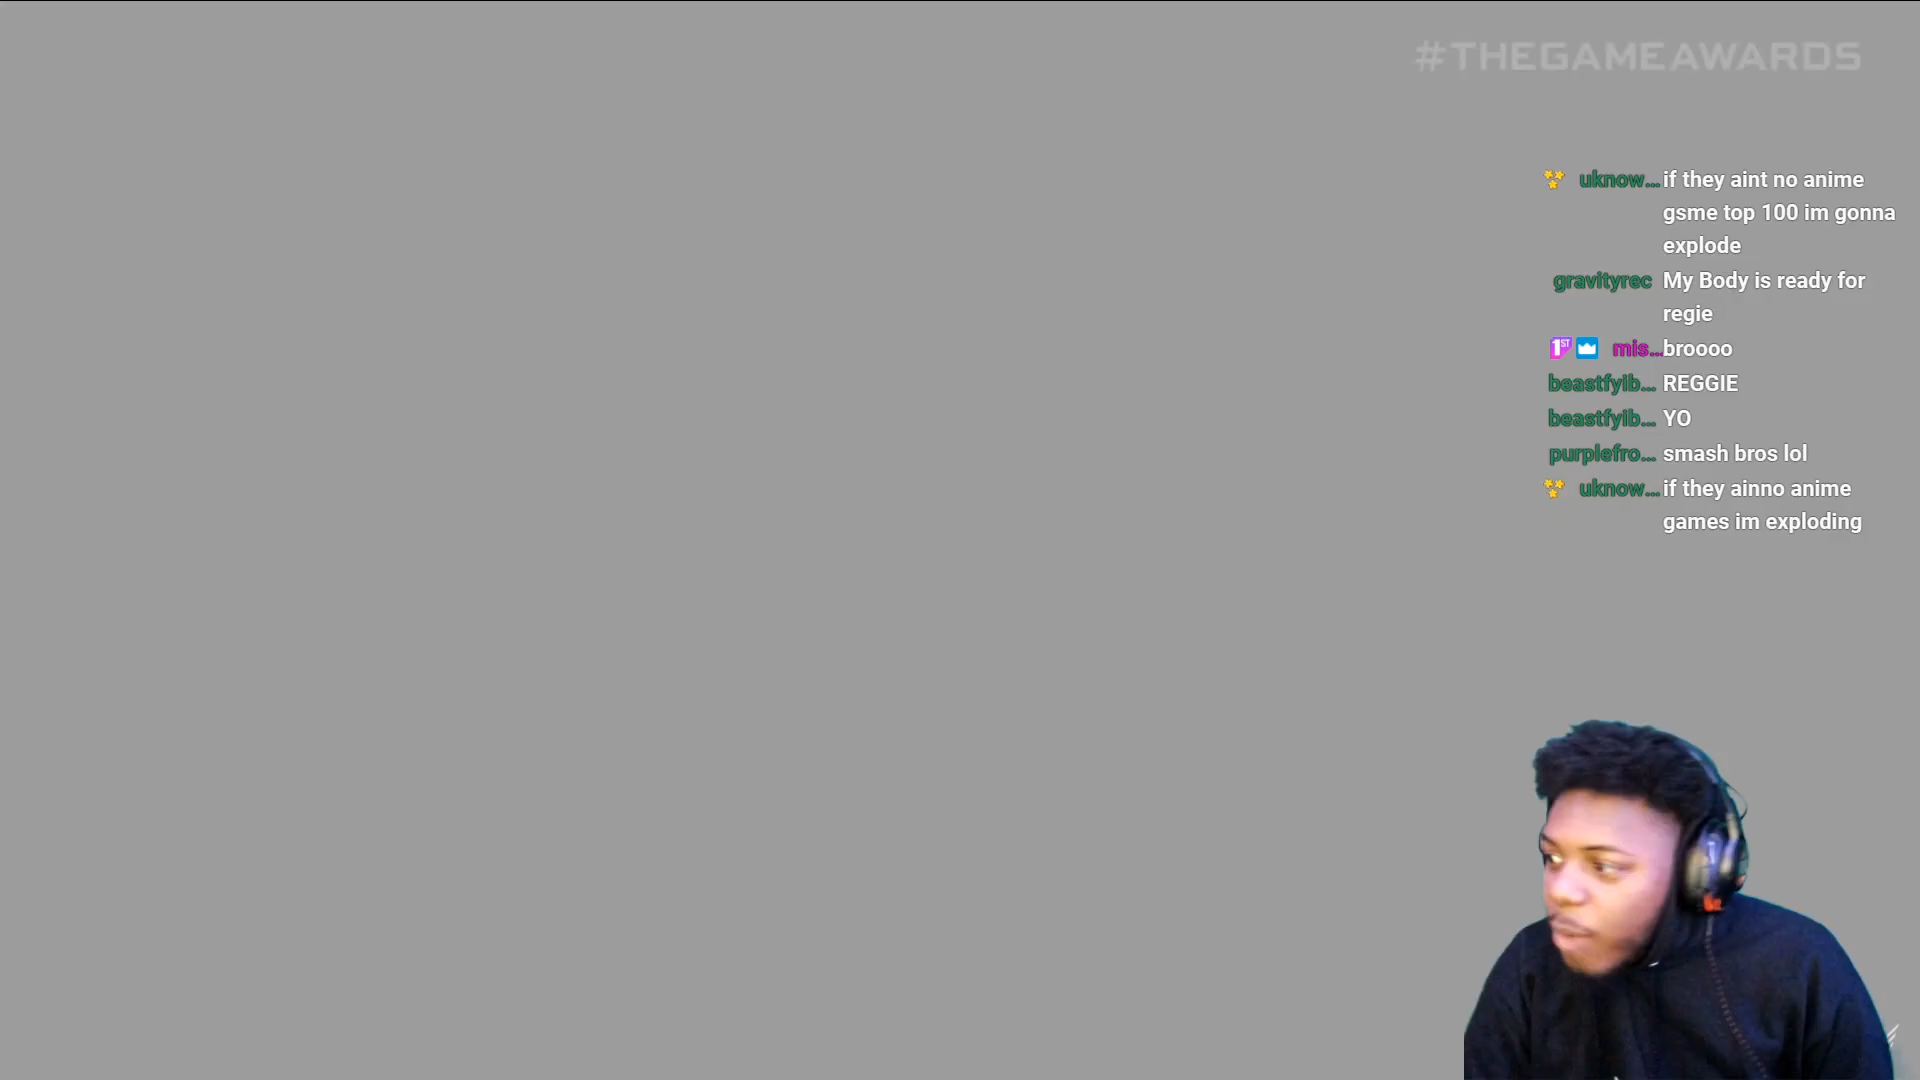 #THEGAMEAWARDS
uknow... if they aint no anime
gsme top 100 im gonna
explode
gravityrec My Body is ready for
regie
1ST mis... broooo
beastfyib... REGGIE
beastfyib... YO
purplefro... smash bros lol
uknow... if they ainno anime
games im exploding